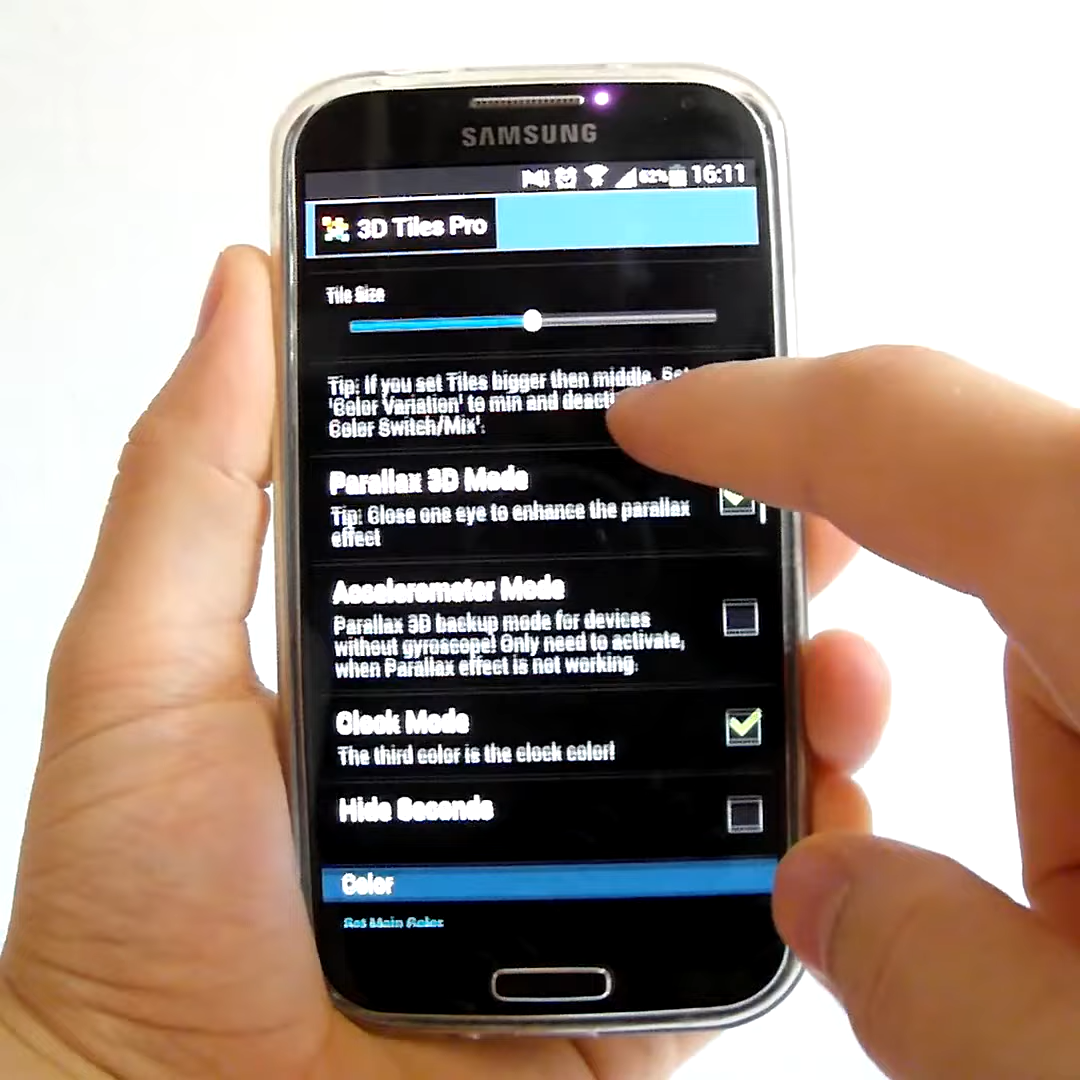 SAMSUNG
62% 16:11
3D Tiles Pro
Tile Size
Tip: If you set Tiles bigger then middle. Set
'Color Variation' to min and deacti
Color Switch/Mix'.
Parallax 3D Mode
Tip: Close one eye to enhance the parallax
effect
Accelerometer Mode
Parallax 3D backup mode for devices
without gyroscope! Only need to activate,
when Parallax effect is not working.
Clock Mode
The third color is the clock color!
Hide Seconds
Color
Set Main Color